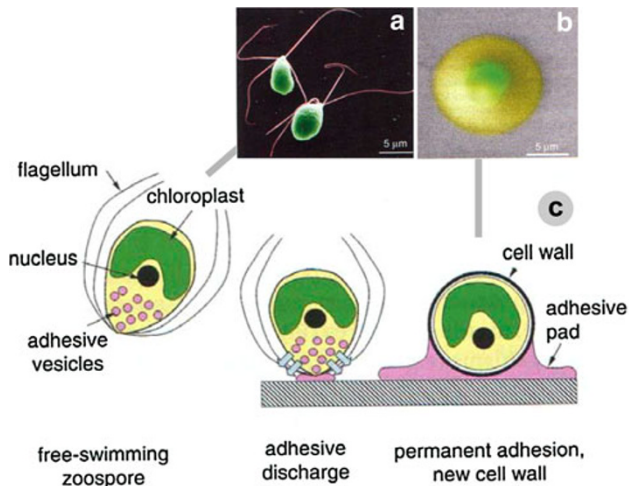 a
b
5 µm
5 µm
flagellum
chloroplast
c
nucleus
cell wall
adhesive
vesicles
adhesive
pad
free-swimming
zoospore
adhesive
discharge
permanent adhesion,
new cell wall